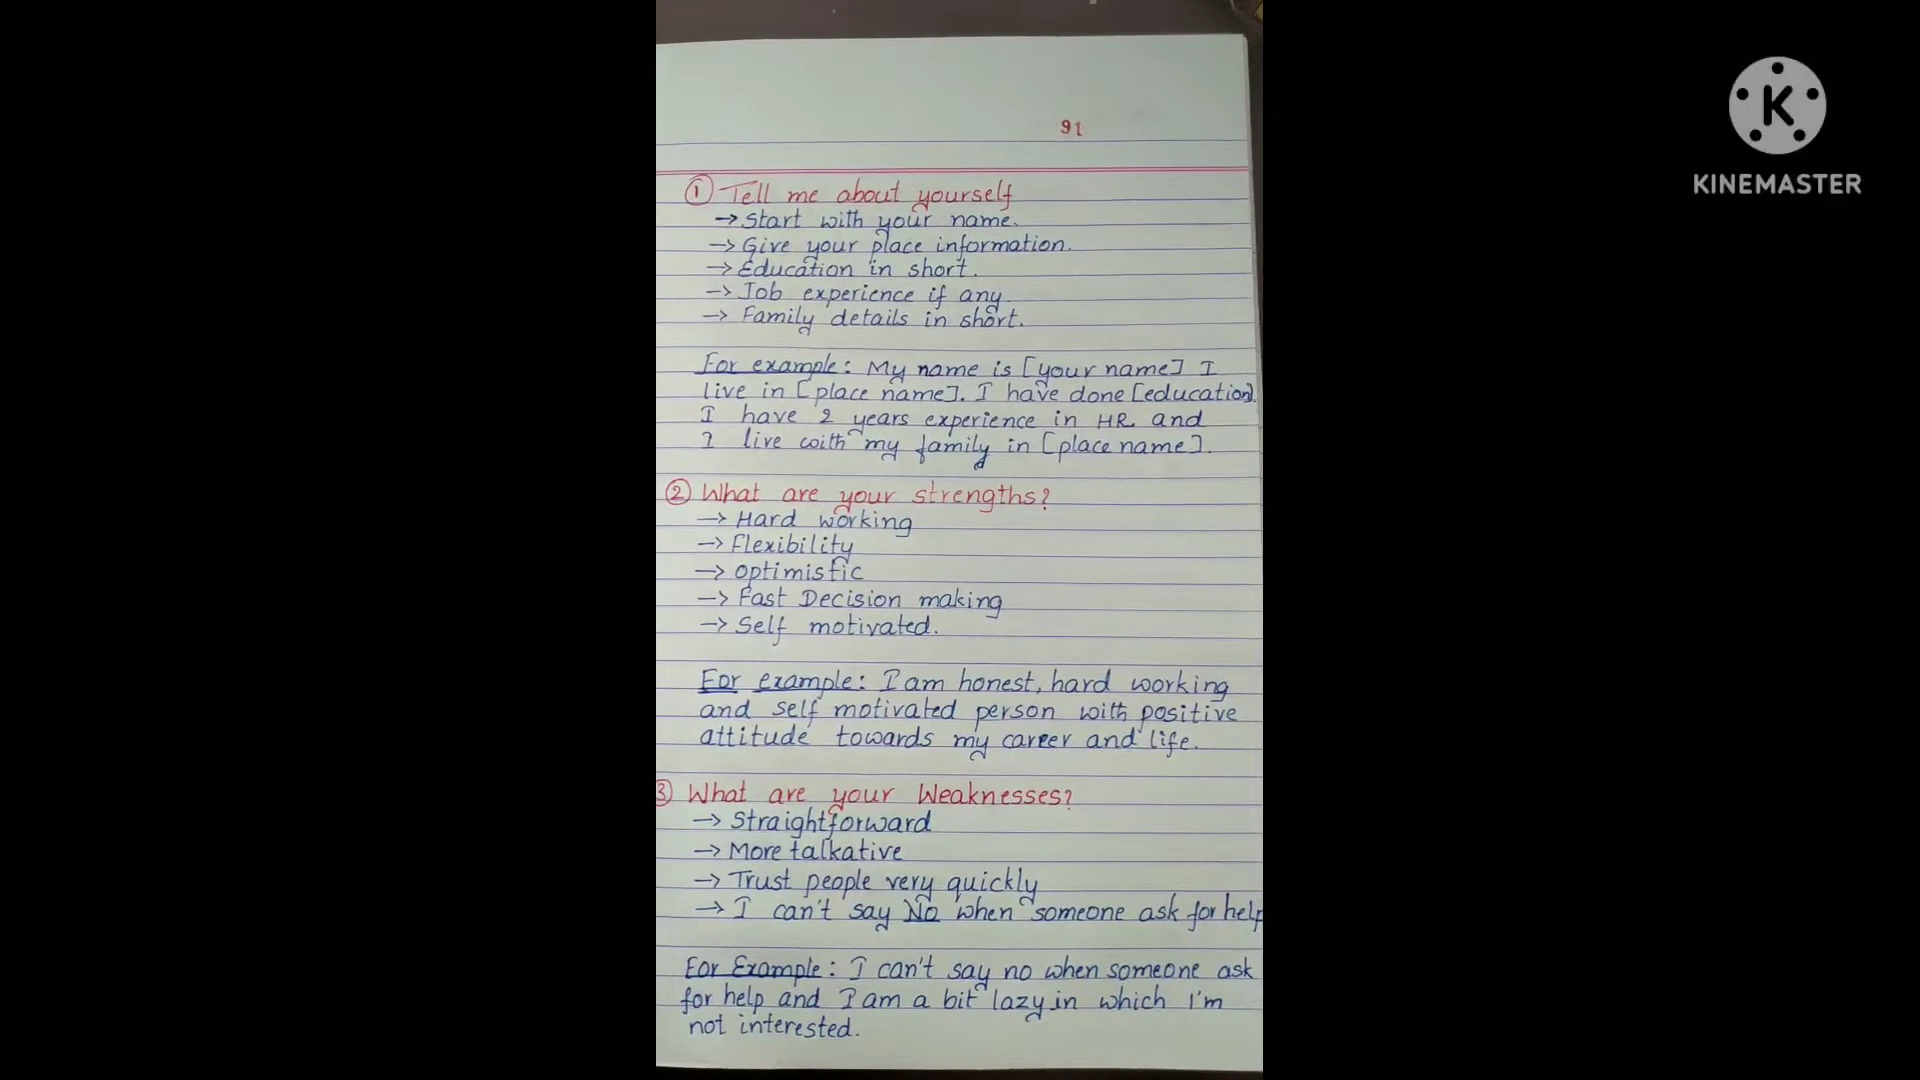 91
① Tell me about yourself
→ Start with your name.
→ Give your place information.
→ Education in short.
→ Job experience if any.
→ Family details in short.
For example: My name is [your name] I
live in [place name]. I have done [education].
I have 2 years experience in HR and
I live with my family in [place name].
② What are your strengths?
→ Hard working
→ Flexibility
→ Optimistic
→ Fast Decision making
→ Self motivated.
For example: I am honest, hard working
and self motivated person with positive
attitude towards my career and life.
③ What are your Weaknesses?
→ Straightforward
→ More talkative
→ Trust people very quickly
→ I can't say No when someone ask for help
For Example: I can't say no when someone ask
for help and I am a bit lazy in which I'm
not interested.
K
KINEMASTER